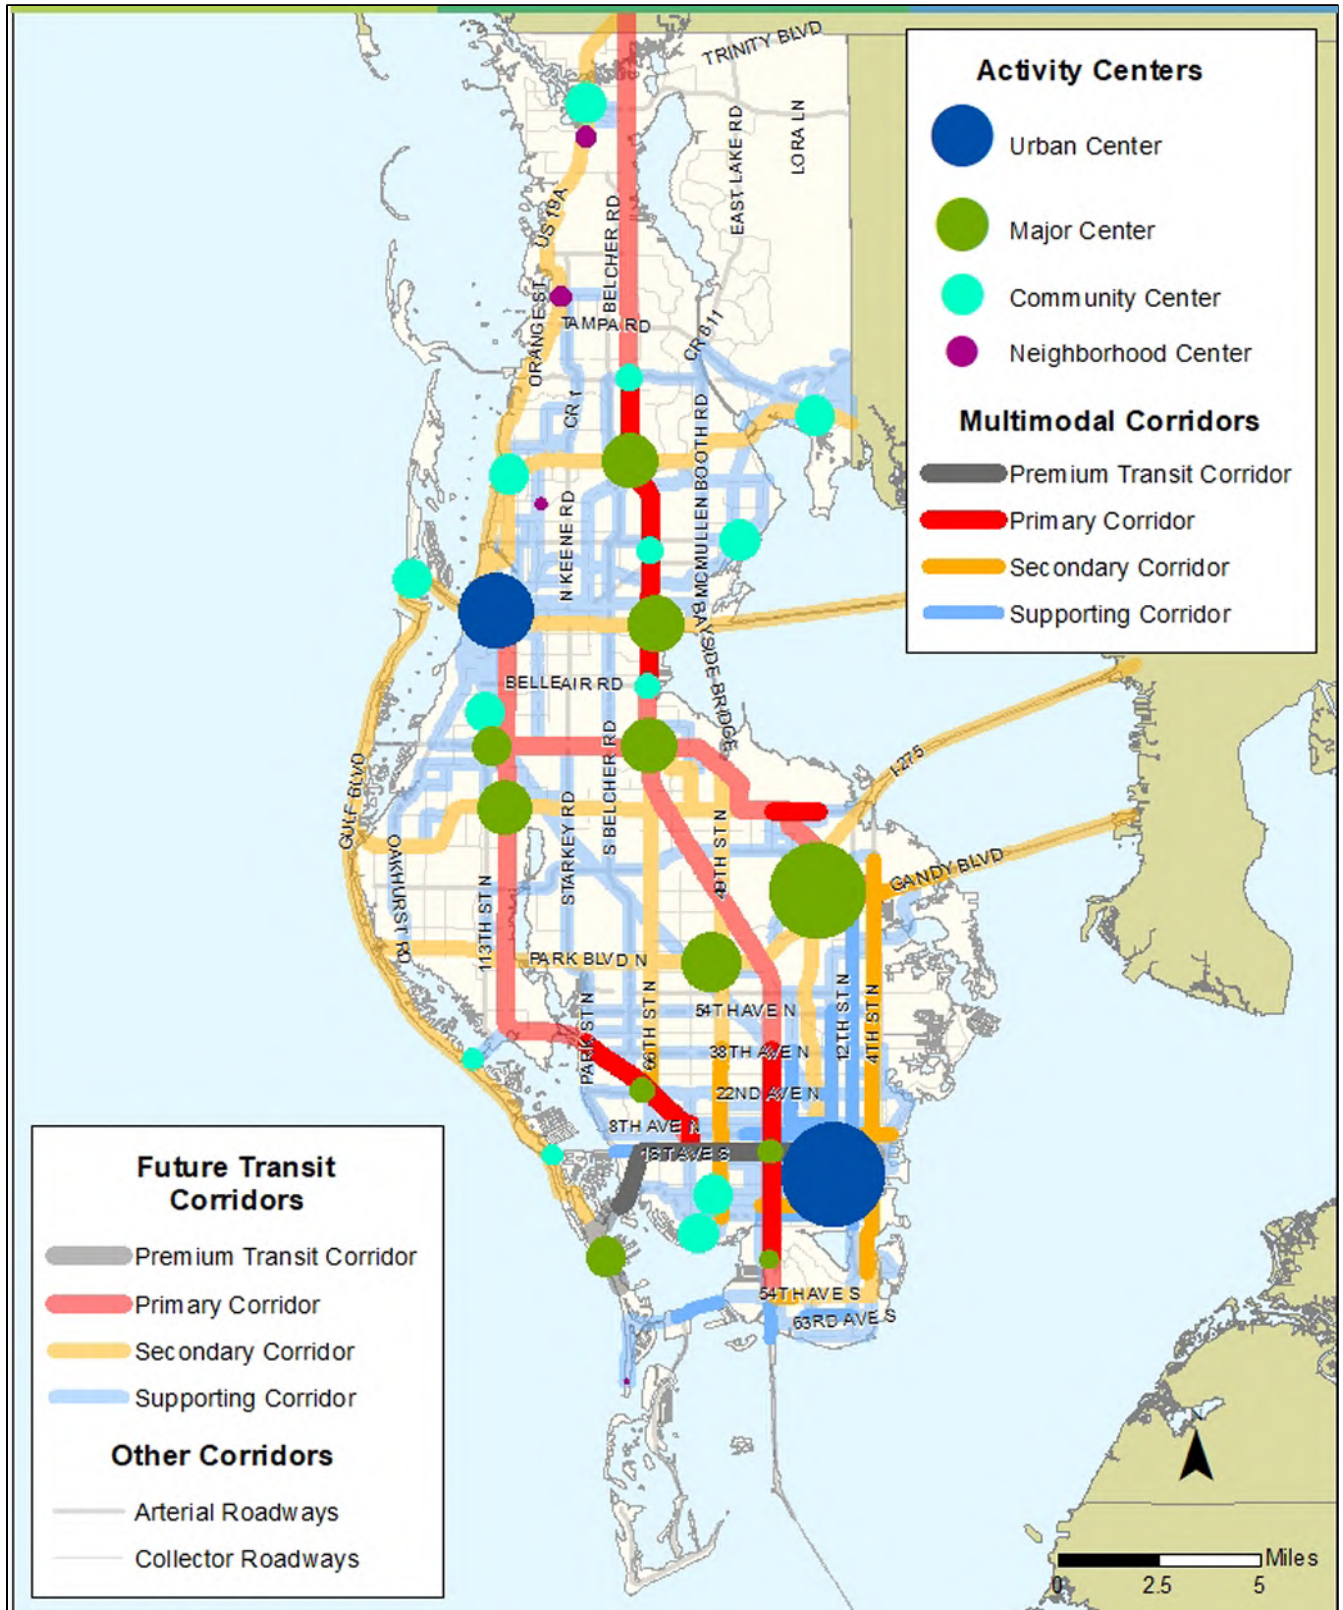 Activity Centers
Urban Center
Major Center
Community Center
Neighborhood Center
Multimodal Corridors
Premium Transit Corridor
Primary Corridor
Secondary Corridor
Supporting Corridor
TRINITY BLVD
EAST LAKE RD
LORA LN
US 19A
BELCHER RD
ORANGE ST
TAMPA RD
CR 611
CR 1
MCMULLEN BOOTH RD
N KEENE RD
BAYSIDE BRIDGE
BELLEAIR RD
S BELCHER RD
GULF BLVD
I-275
STARKEY RD
49TH ST N
OAKHURST RD
GANDY BLVD
113TH ST N
PARK BLVD N
54TH AVE N
PARK ST N
66TH ST N
38TH AVE N
12TH ST N
4TH ST N
22ND AVE N
8TH AVE N
1ST AVE S
54TH AVE S
63RD AVE S
Future Transit
Corridors
Premium Transit Corridor
Primary Corridor
Secondary Corridor
Supporting Corridor
Other Corridors
Arterial Roadways
Collector Roadways
N
Miles
0 2.5 5